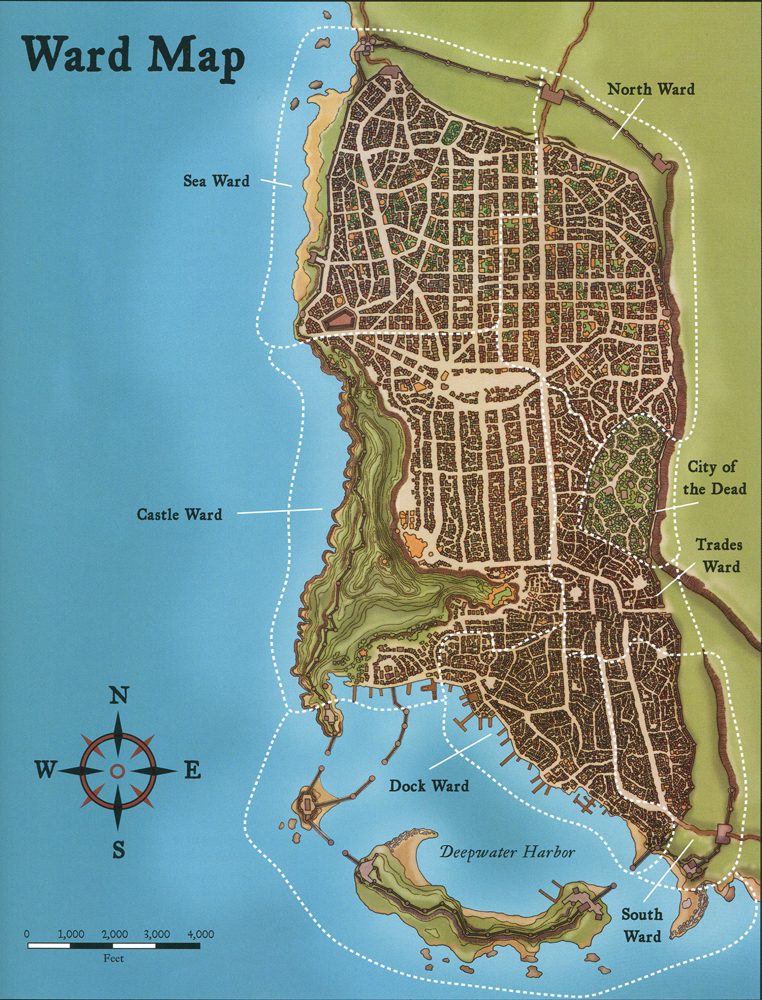 Ward Map
North Ward
Sea Ward
City of
the Dead
Castle Ward
Trades
Ward
N
W
E
S
Dock Ward
Deepwater Harbor
South
Ward
0 1,000 2,000 3,000 4,000
Feet